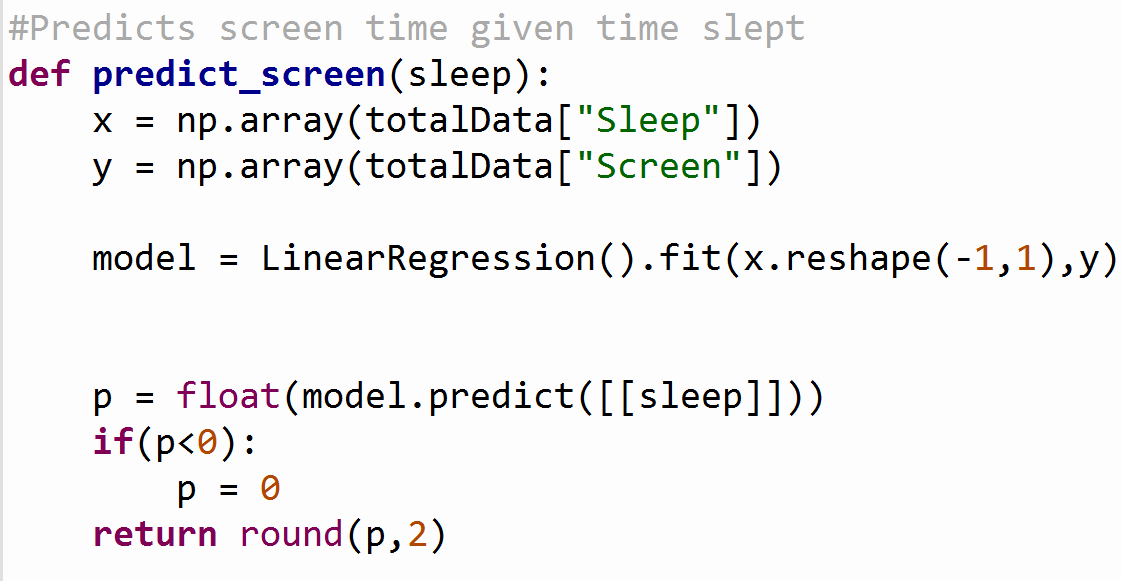 #Predicts screen time given time slept
def predict_screen(sleep):
    x = np.array(totalData["Sleep"])
    y = np.array(totalData["Screen"])
    model = LinearRegression().fit(x.reshape(-1,1),y)
    p = float(model.predict([[sleep]]))
    if(p<0):
        p = 0
    return round(p,2)